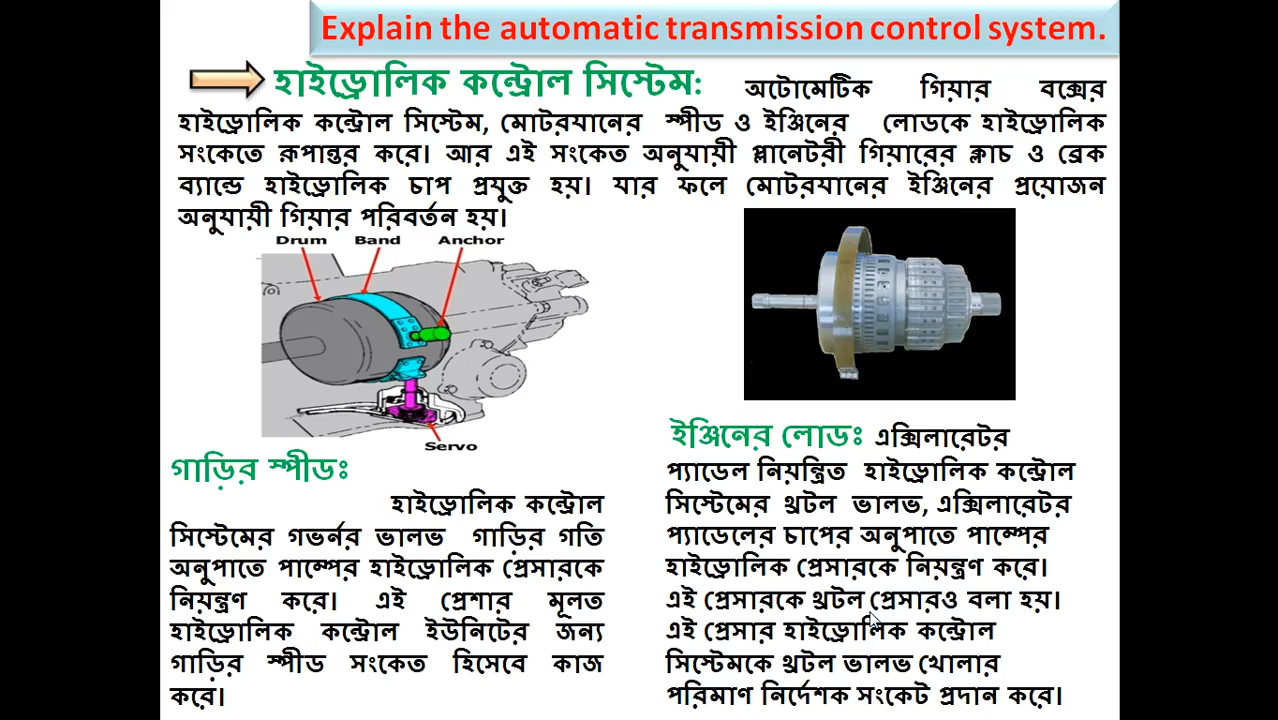 Explain the automatic transmission control system.
হাইড্রোলিক কন্ট্রোল সিস্টেম: অটোমেটিক গিয়ার বক্সের
হাইড্রোলিক কন্ট্রোল সিস্টেম, মোটরযানের স্পীড ও ইঞ্জিনের লোডকে হাইড্রোলিক
সংকেতে রূপান্তর করে। আর এই সংকেত অনুযায়ী প্লানেটরী গিয়ারের ক্লাচ ও ব্রেক
ব্যান্ডে হাইড্রোলিক চাপ প্রযুক্ত হয়। যার ফলে মোটরযানের ইঞ্জিনের প্রয়োজন
অনুযায়ী গিয়ার পরিবর্তন হয়।
Drum Band Anchor
Servo
গাড়ির স্পীডঃ
হাইড্রোলিক কন্ট্রোল
সিস্টেমের গভর্নর ভালভ গাড়ির গতি
অনুপাতে পাম্পের হাইড্রোলিক প্রেসারকে
নিয়ন্ত্রণ করে। এই প্রেশার মূলত
হাইড্রোলিক কন্ট্রোল ইউনিটের জন্য
গাড়ির স্পীড সংকেত হিসেবে কাজ
করে।
ইঞ্জিনের লোডঃ এক্সিলারেটর
প্যাডেল নিয়ন্ত্রিত হাইড্রোলিক কন্ট্রোল
সিস্টেমের থ্রটল ভালভ, এক্সিলারেটর
প্যাডেলের চাপের অনুপাতে পাম্পের
হাইড্রোলিক প্রেসারকে নিয়ন্ত্রণ করে।
এই প্রেসারকে থ্রটল প্রেসারও বলা হয়।
এই প্রেসার হাইড্রোলিক কন্ট্রোল
সিস্টেমকে থ্রটল ভালভ খোলার
পরিমাণ নির্দেশক সংকেট প্রদান করে।